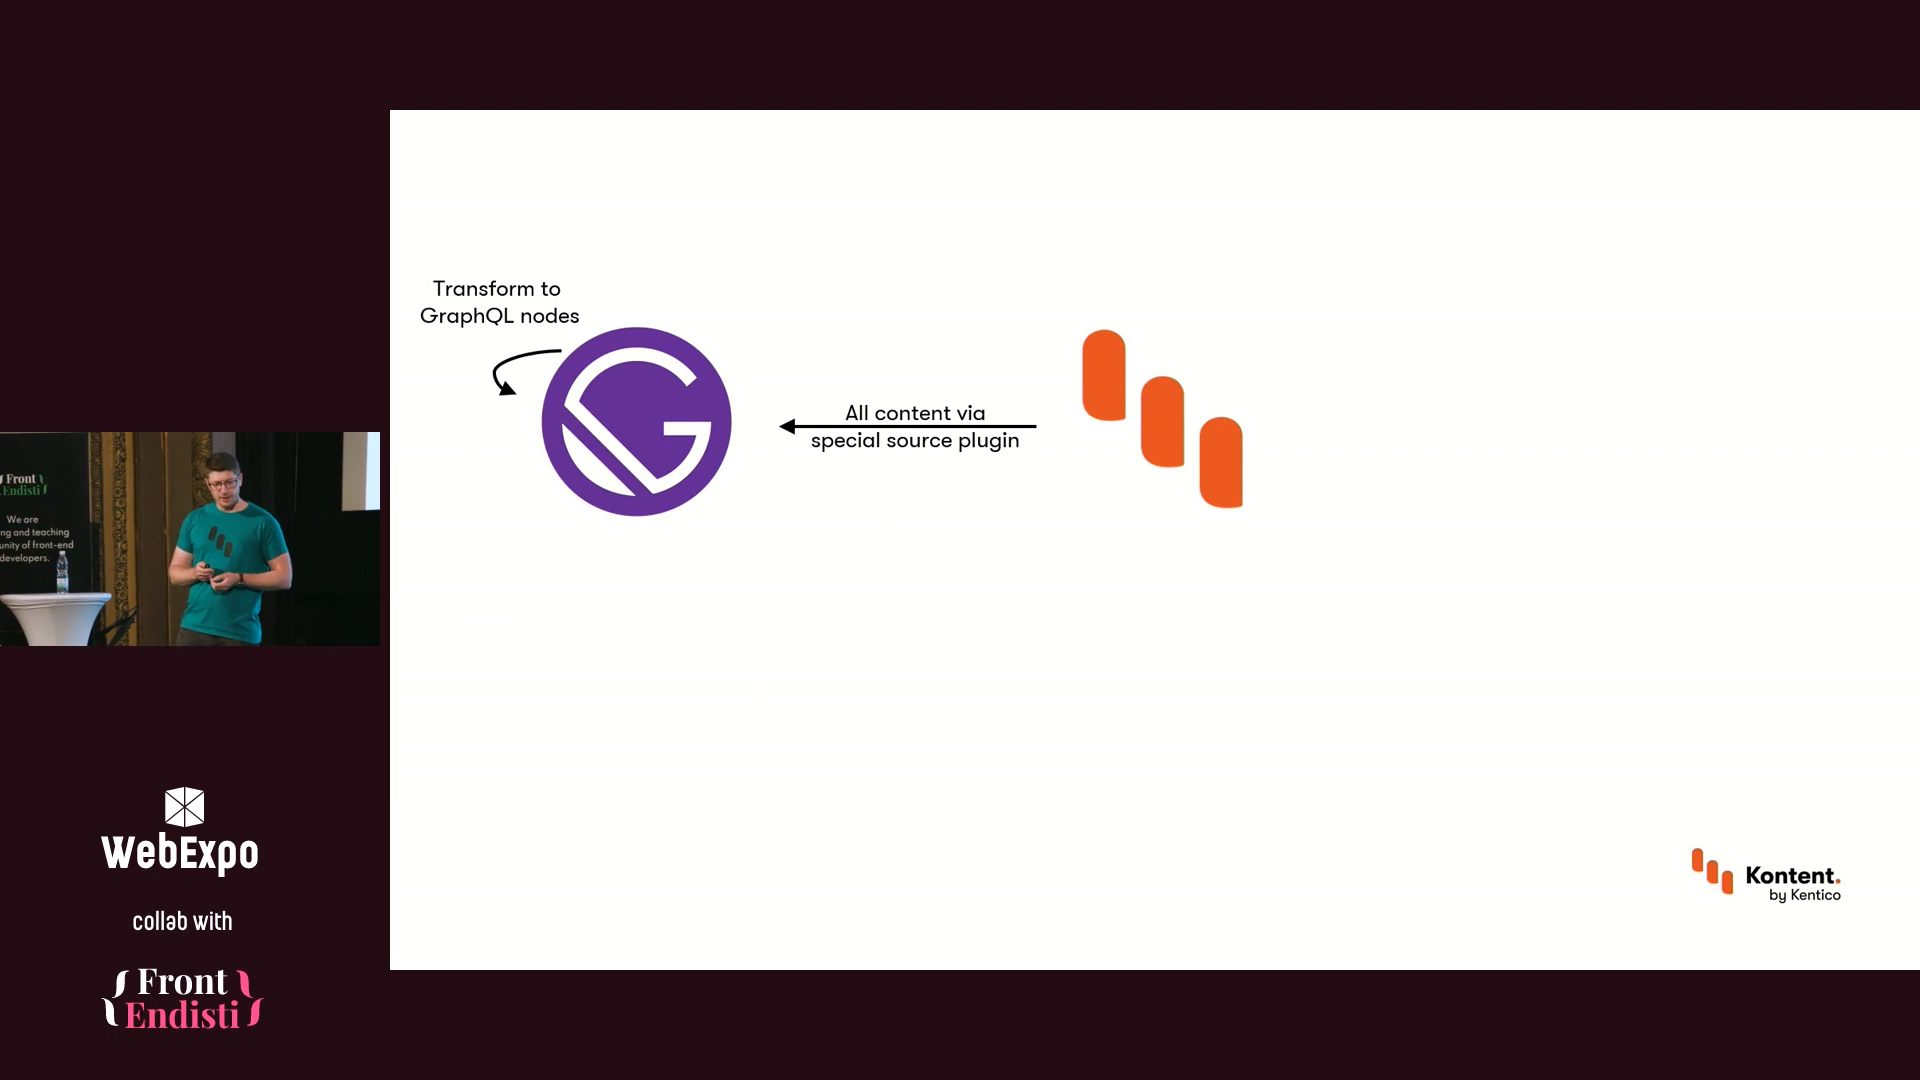 Transform to
GraphQL nodes
All content via
special source plugin
Front
Endisti
We are
ng and teaching
unity of front-end
developers.
WebExpo
collab with
Front
Endisti
Kontent.
by Kentico